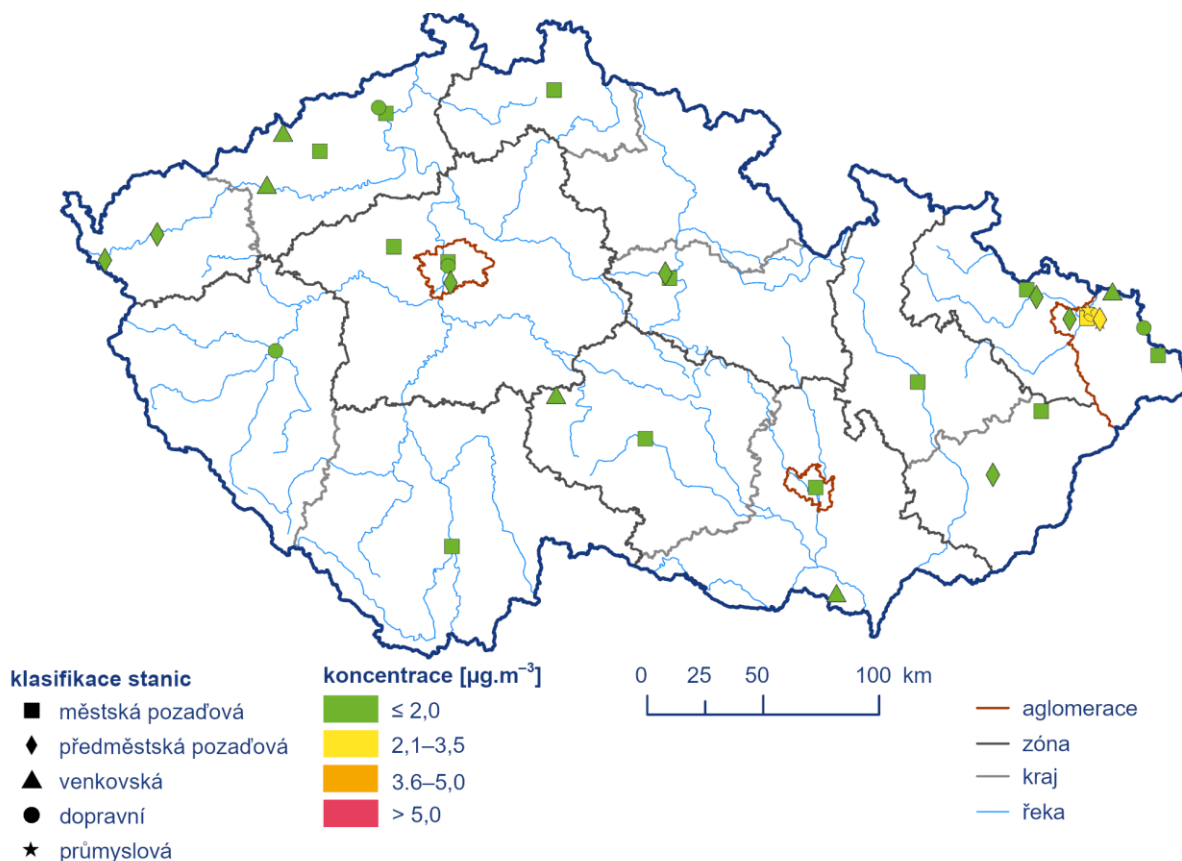 klasifikace stanic
městská pozaďová
předměstská pozaďová
venkovská
dopravní
průmyslová
koncentrace [µg.m⁻³]
≤ 2,0
2,1–3,5
3.6–5,0
> 5,0
0 25 50 100 km
aglomerace
zóna
kraj
řeka